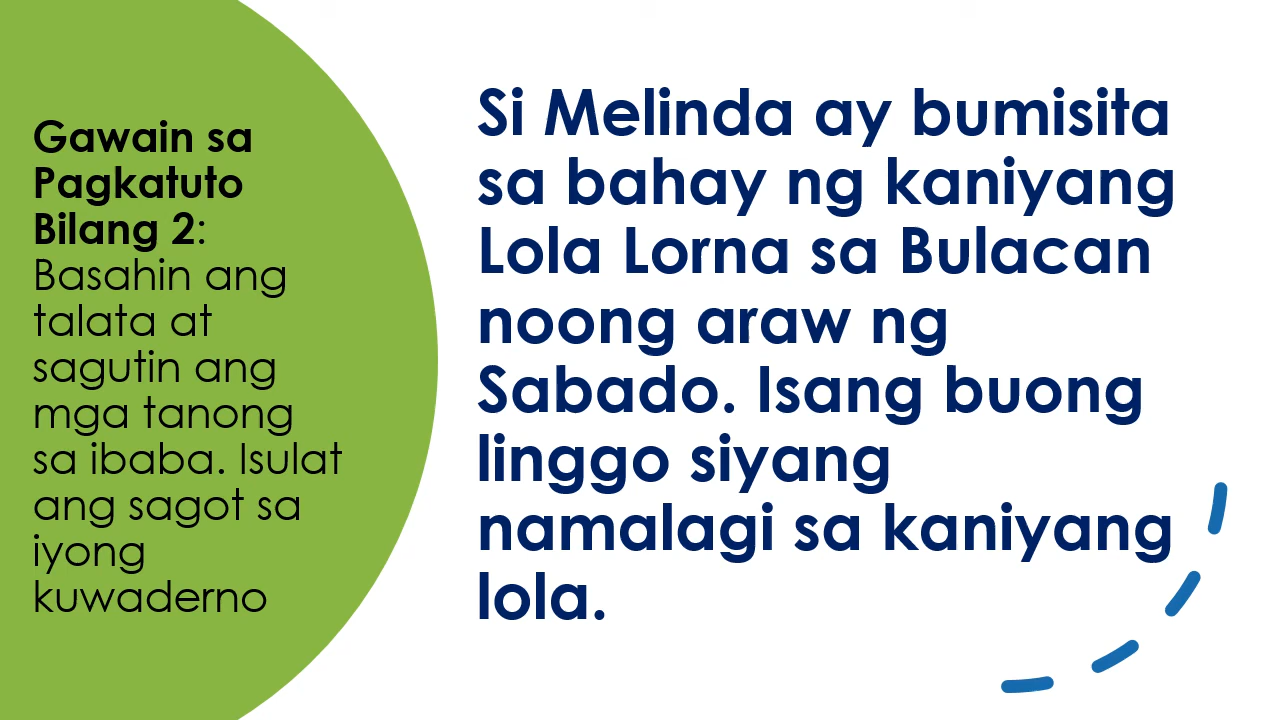 Gawain sa
Pagkatuto
Bilang 2:
Basahin ang
talata at
sagutin ang
mga tanong
sa ibaba. Isulat
ang sagot sa
iyong
kuwaderno
Si Melinda ay bumisita
sa bahay ng kaniyang
Lola Lorna sa Bulacan
noong araw ng
Sabado. Isang buong
linggo siyang
namalagi sa kaniyang
lola.